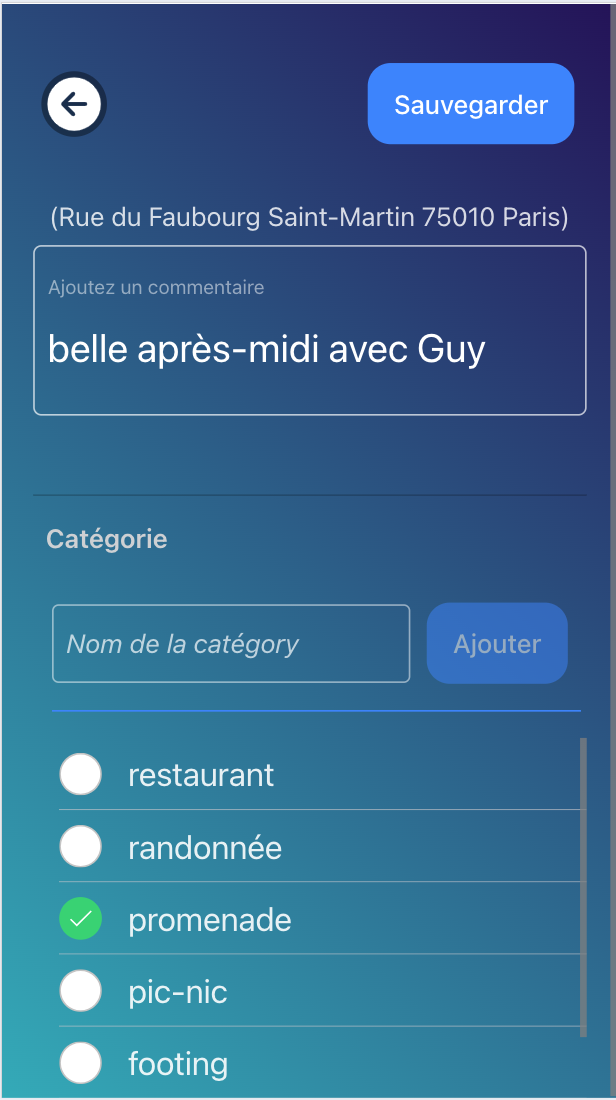 Sauvegarder
(Rue du Faubourg Saint-Martin 75010 Paris)
Ajoutez un commentaire
belle après-midi avec Guy
Catégorie
Nom de la catégory
Ajouter
restaurant
randonnée
promenade
pic-nic
footing